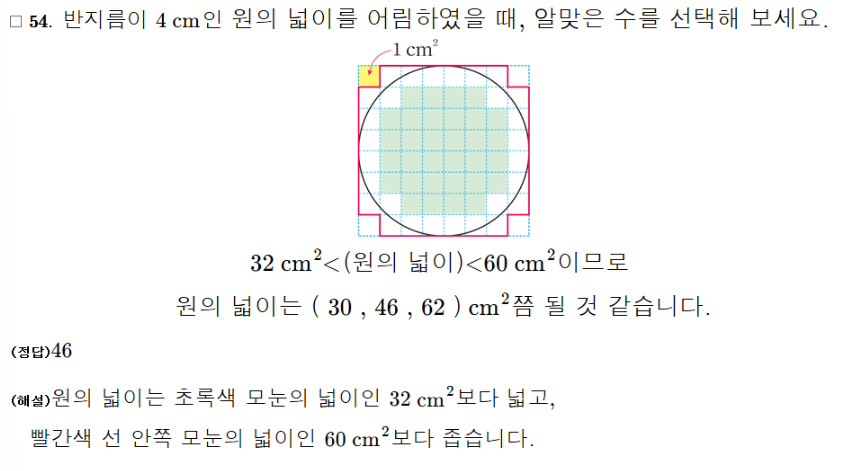 □ 54. 반지름이 4 cm인 원의 넓이를 어림하였을 때, 알맞은 수를 선택해 보세요.
1 cm²
32 cm²<(원의 넓이)<60 cm²이므로
원의 넓이는 ( 30 , 46 , 62 ) cm²쯤 될 것 같습니다.
(정답)46
(해설)원의 넓이는 초록색 모눈의 넓이인 32 cm²보다 넓고,
빨간색 선 안쪽 모눈의 넓이인 60 cm²보다 좁습니다.